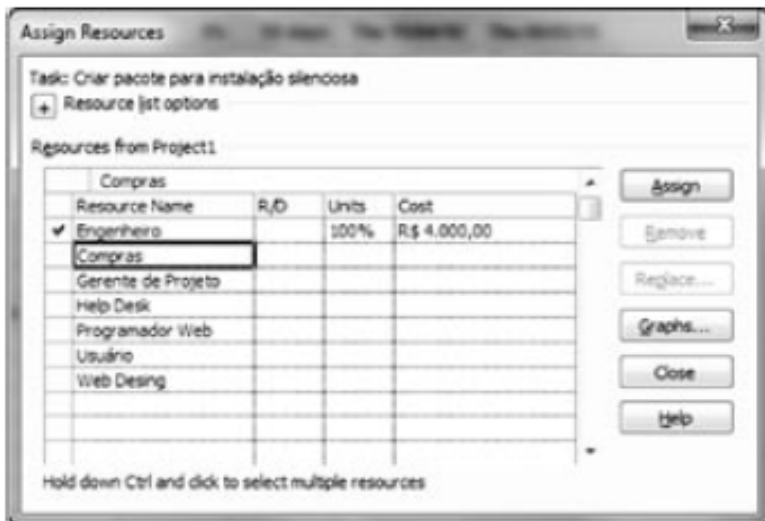 Assign Resources
Task: Criar pacote para instalação silenciosa
+ Resource list options
Resources from Project1
Compras
Resource Name R/D Units Cost
✔ Engenheiro 100% R$ 4.000,00
Compras
Gerente de Projeto
Help Desk
Programador Web
Usuário
Web Desing
Assign
Remove
Replace...
Graphs...
Close
Help
Hold down Ctrl and click to select multiple resources